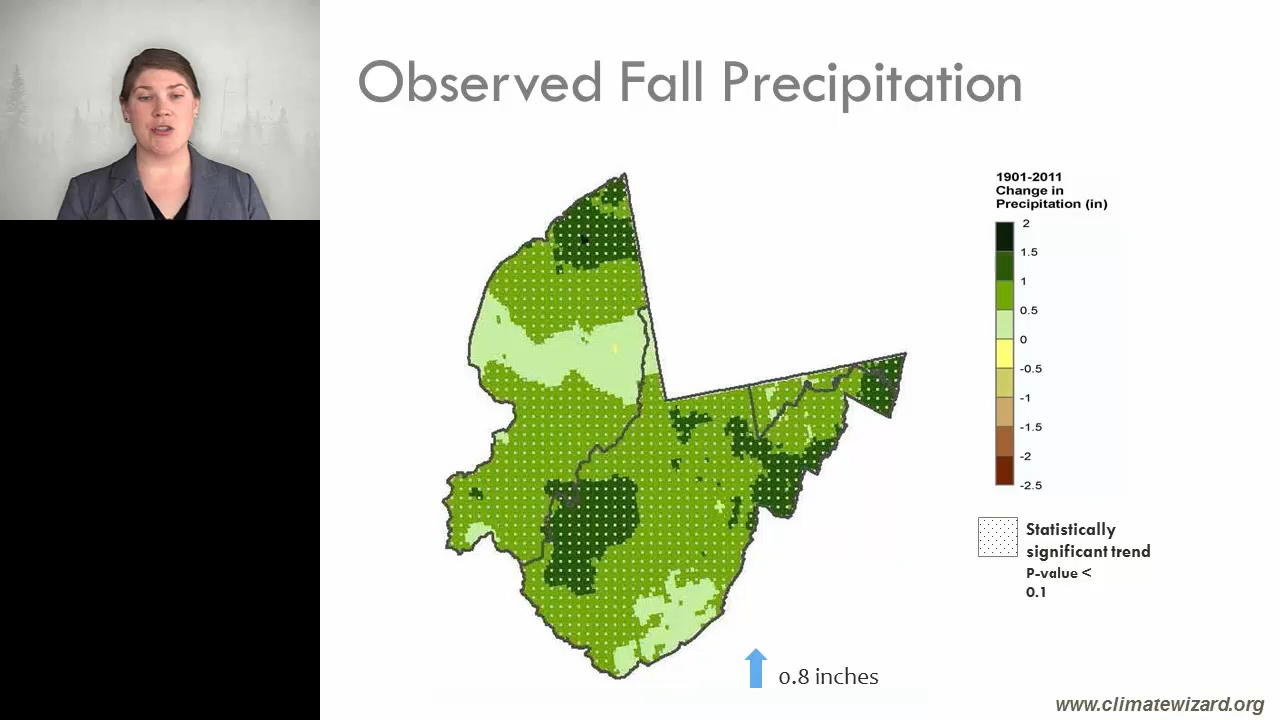 Observed Fall Precipitation
1901-2011
Change in
Precipitation (in)
2
1.5
1
0.5
0
-0.5
-1
-1.5
-2
-2.5
Statistically
significant trend
P-value <
0.1
0.8 inches
www.climatewizard.org